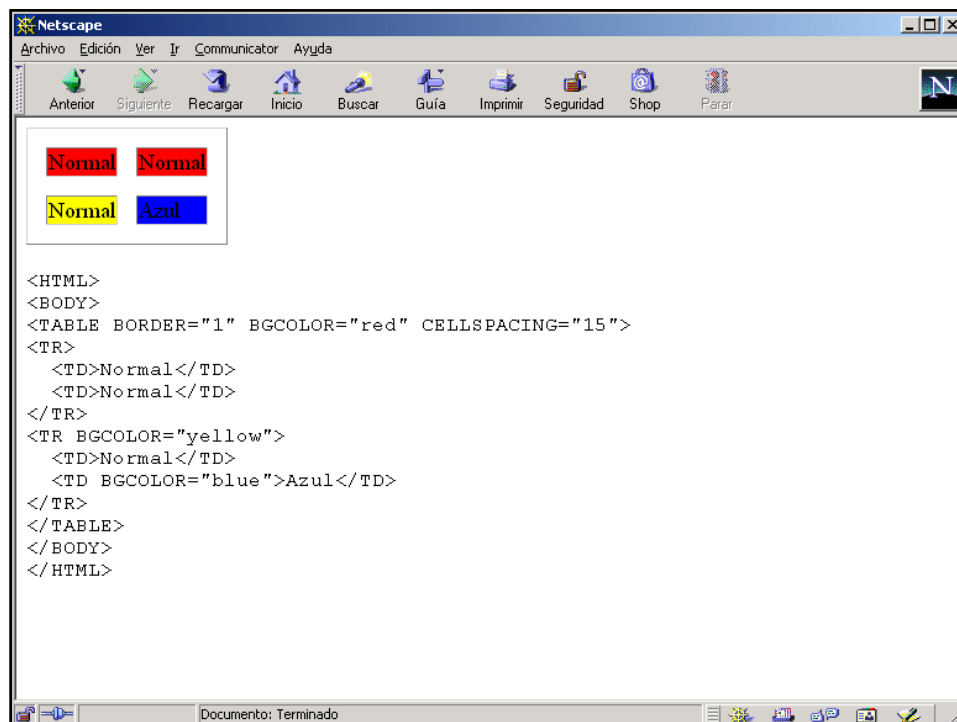 Netscape
Archivo Edición Ver Ir Communicator Ayuda
Anterior Siguiente Recargar Inicio Buscar Guía Imprimir Seguridad Shop Parar
N
Normal Normal
Normal Azul
<HTML>
<BODY>
<TABLE BORDER="1" BGCOLOR="red" CELLSPACING="15">
<TR>
<TD>Normal</TD>
<TD>Normal</TD>
</TR>
<TR BGCOLOR="yellow">
<TD>Normal</TD>
<TD BGCOLOR="blue">Azul</TD>
</TR>
</TABLE>
</BODY>
</HTML>
Documento: Terminado